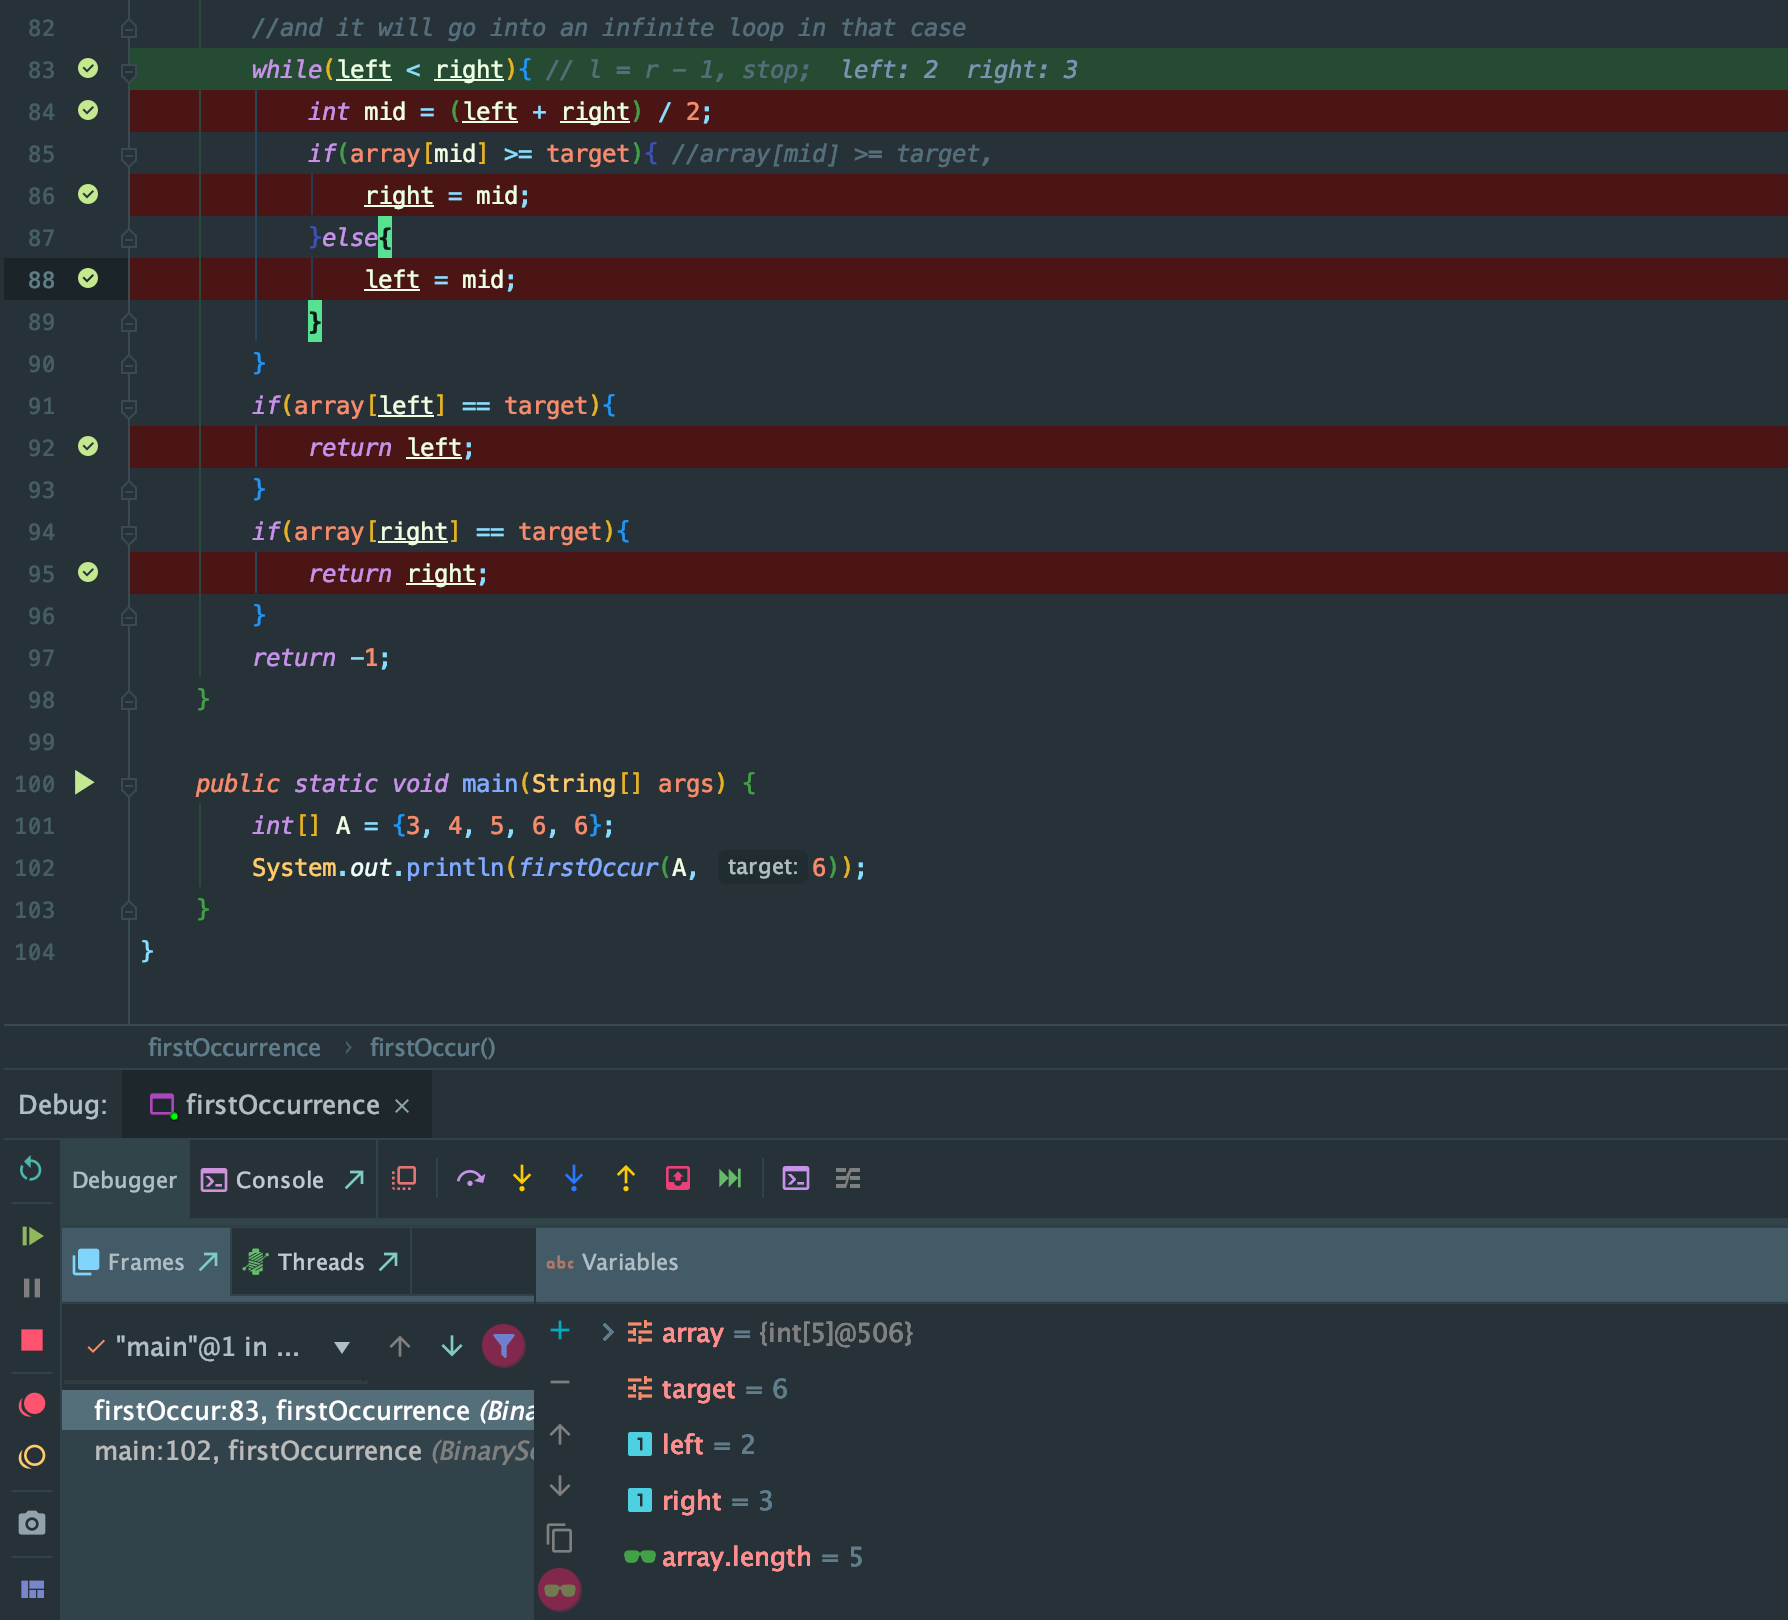 82 //and it will go into an infinite loop in that case
83 while(left < right){ // l = r - 1, stop; left: 2 right: 3
84 int mid = (left + right) / 2;
85 if(array[mid] >= target){ //array[mid] >= target,
86 right = mid;
87 }else{
88 left = mid;
89 }
90 }
91 if(array[left] == target){
92 return left;
93 }
94 if(array[right] == target){
95 return right;
96 }
97 return -1;
98 }
99
100 public static void main(String[] args) {
101 int[] A = {3, 4, 5, 6, 6};
102 System.out.println(firstOccur(A, target: 6));
103 }
104 }
firstOccurrence › firstOccur()
Debug: firstOccurrence ×
Debugger Console
Frames Threads
abc Variables
"main"@1 in ...
firstOccur:83, firstOccurrence (Bina
main:102, firstOccurrence (BinarySe
array = {int[5]@506}
target = 6
1 left = 2
1 right = 3
array.length = 5